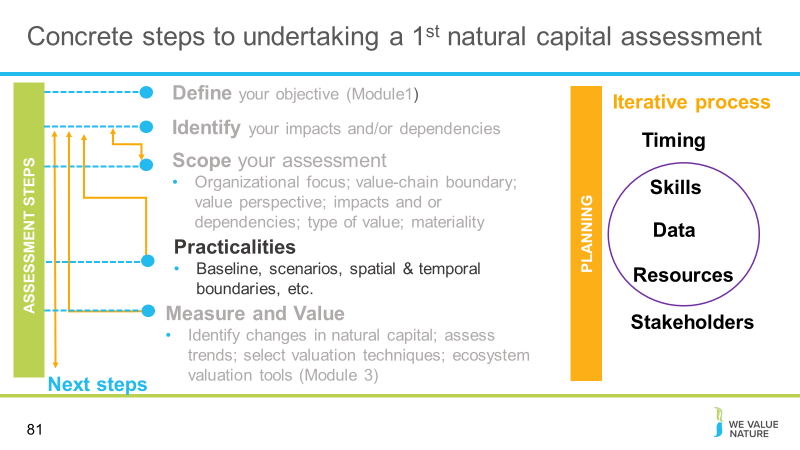 Concrete steps to undertaking a 1st natural capital assessment
ASSESSMENT STEPS
Define your objective (Module1)
Identify your impacts and/or dependencies
Scope your assessment
• Organizational focus; value-chain boundary;
value perspective; impacts and or
dependencies; type of value; materiality
Practicalities
• Baseline, scenarios, spatial & temporal
boundaries, etc.
Measure and Value
• Identify changes in natural capital; assess
trends; select valuation techniques; ecosystem
valuation tools (Module 3)
Next steps
PLANNING
Iterative process
Timing
Skills
Data
Resources
Stakeholders
81
WE VALUE
NATURE